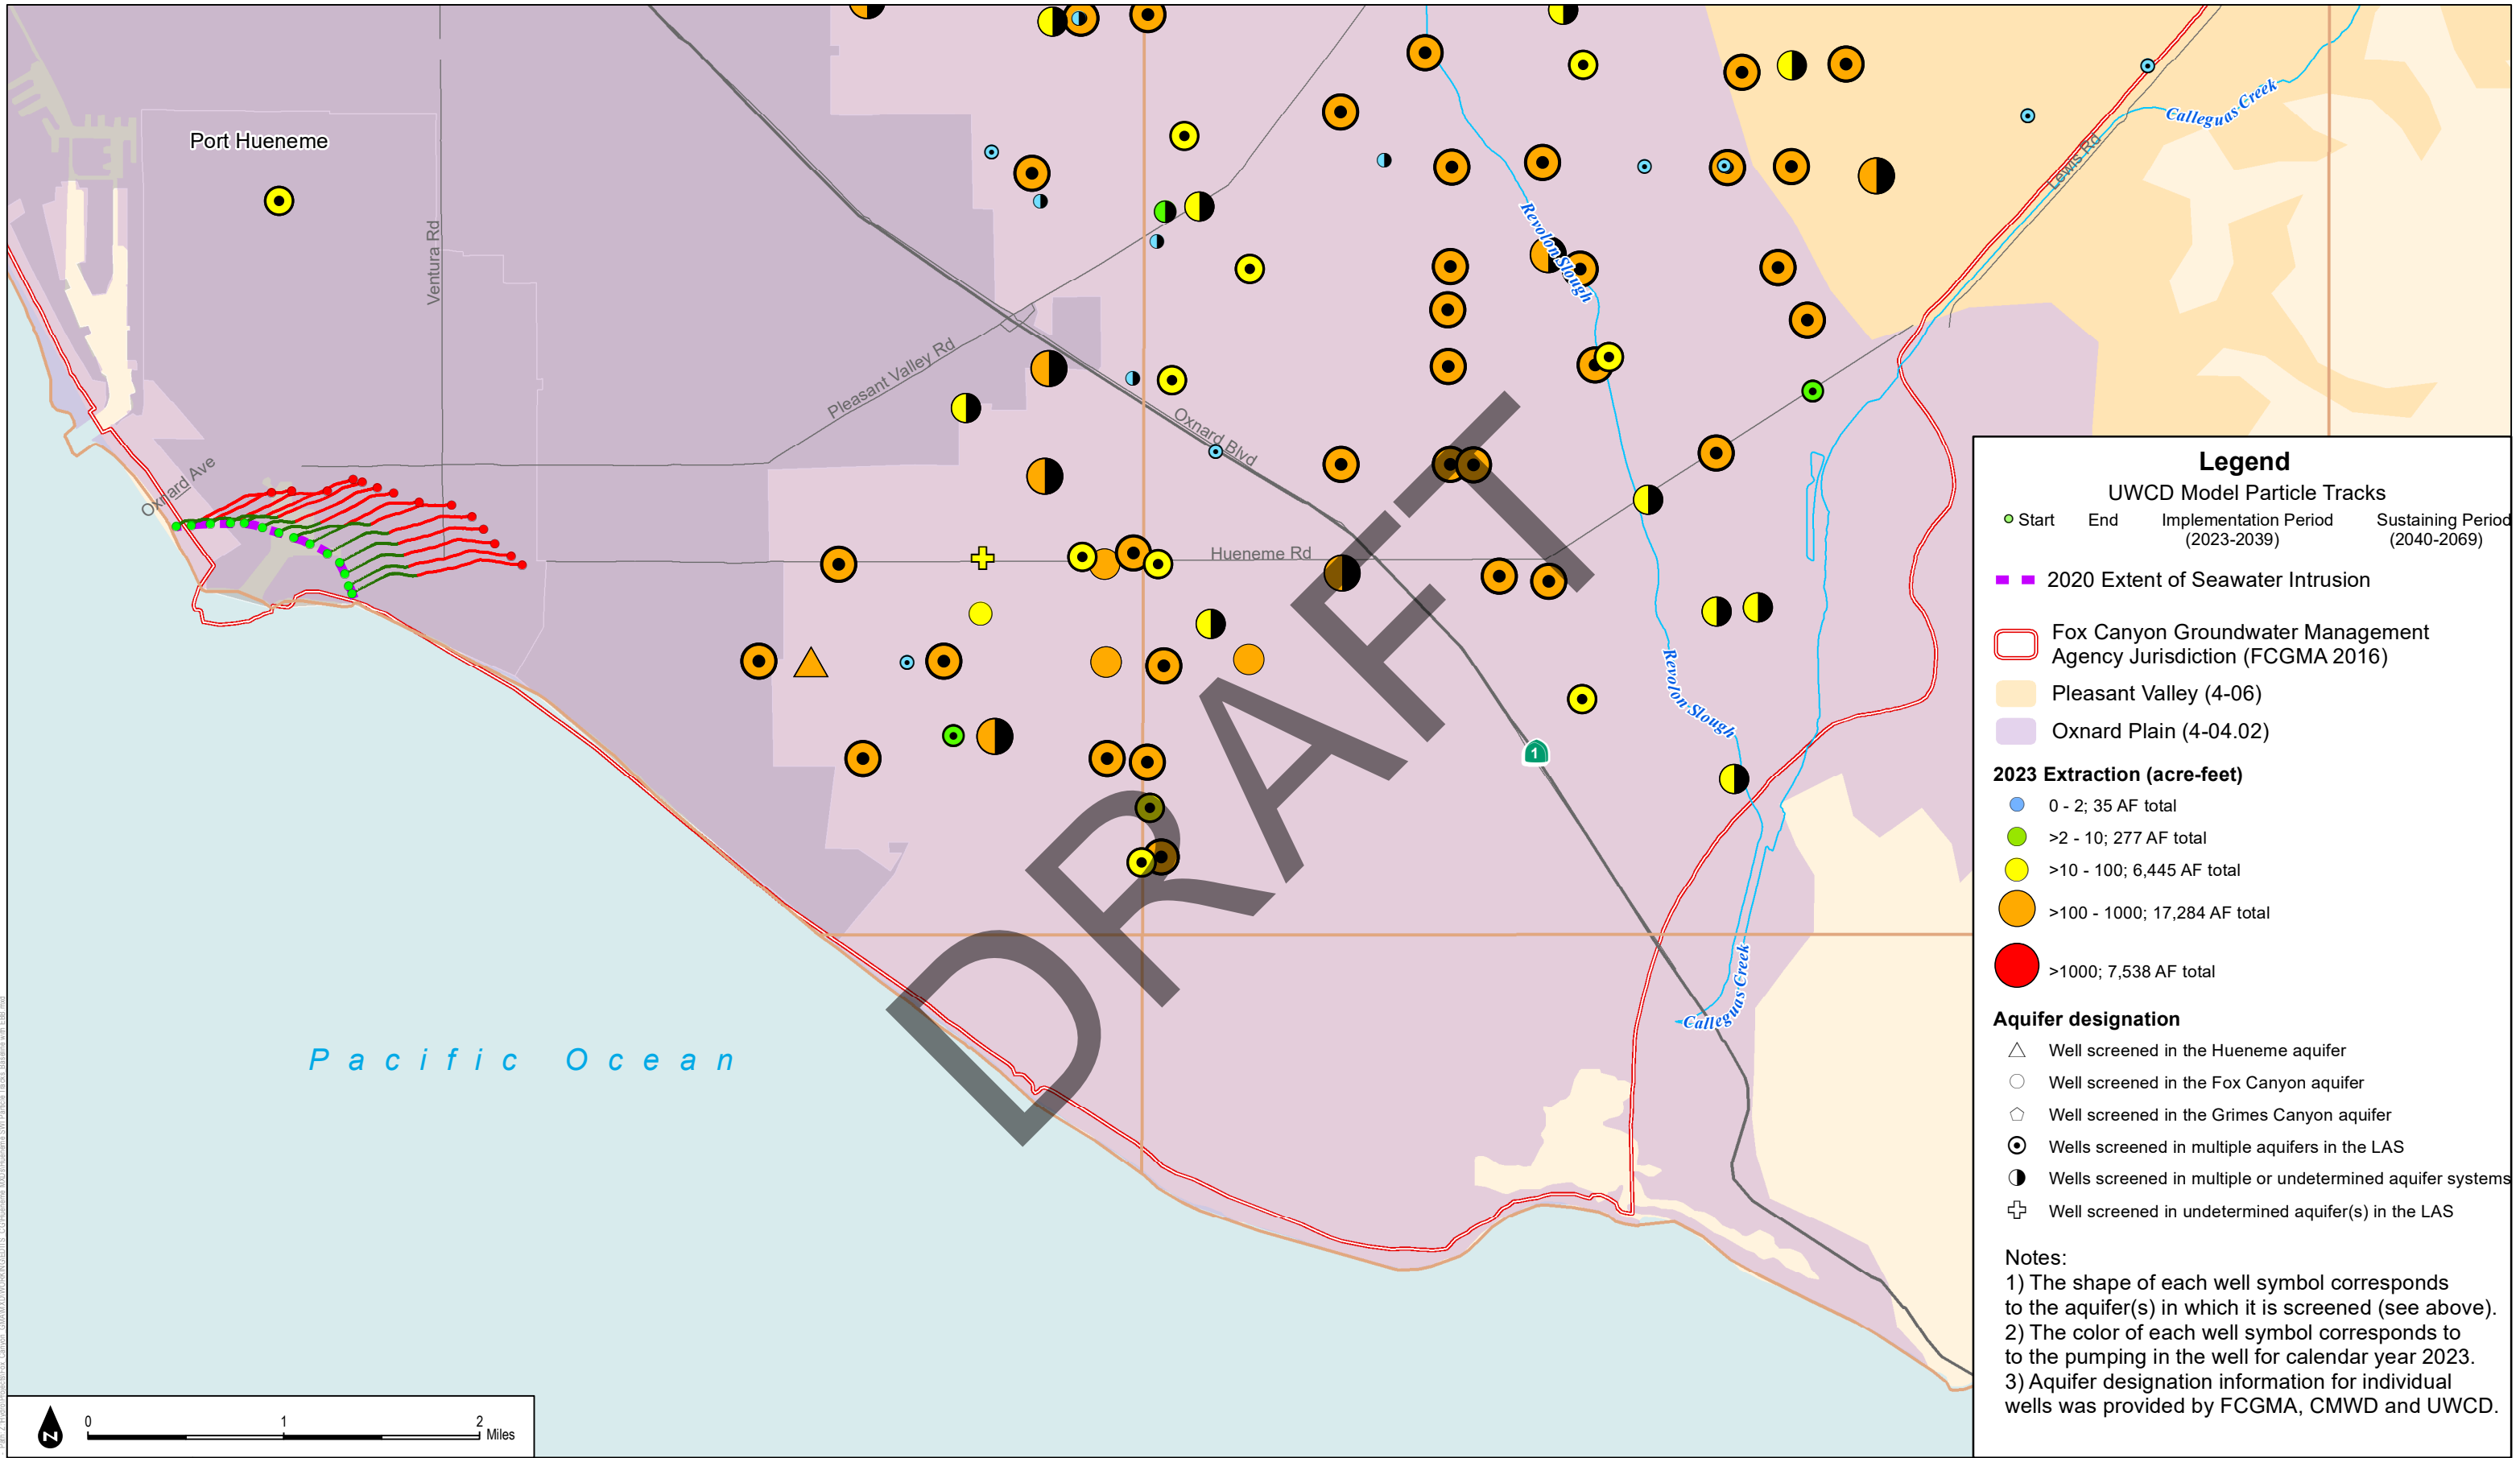 Port Hueneme
Ventura Rd
Oxnard Ave
Pleasant Valley Rd
Oxnard Blvd
Hueneme Rd
Lewis Rd
Calleguas Creek
Revolon Slough
Revolon Slough
Calleguas Creek
1
Pacific Ocean
DRAFT
0 1 2
Miles
N
Legend
UWCD Model Particle Tracks
Start End Implementation Period Sustaining Period
(2023-2039) (2040-2069)
2020 Extent of Seawater Intrusion
Fox Canyon Groundwater Management
Agency Jurisdiction (FCGMA 2016)
Pleasant Valley (4-06)
Oxnard Plain (4-04.02)
2023 Extraction (acre-feet)
0 - 2; 35 AF total
>2 - 10; 277 AF total
>10 - 100; 6,445 AF total
>100 - 1000; 17,284 AF total
>1000; 7,538 AF total
Aquifer designation
Well screened in the Hueneme aquifer
Well screened in the Fox Canyon aquifer
Well screened in the Grimes Canyon aquifer
Wells screened in multiple aquifers in the LAS
Wells screened in multiple or undetermined aquifer systems
Well screened in undetermined aquifer(s) in the LAS
Notes:
1) The shape of each well symbol corresponds
to the aquifer(s) in which it is screened (see above).
2) The color of each well symbol corresponds to
to the pumping in the well for calendar year 2023.
3) Aquifer designation information for individual
wells was provided by FCGMA, CMWD and UWCD.